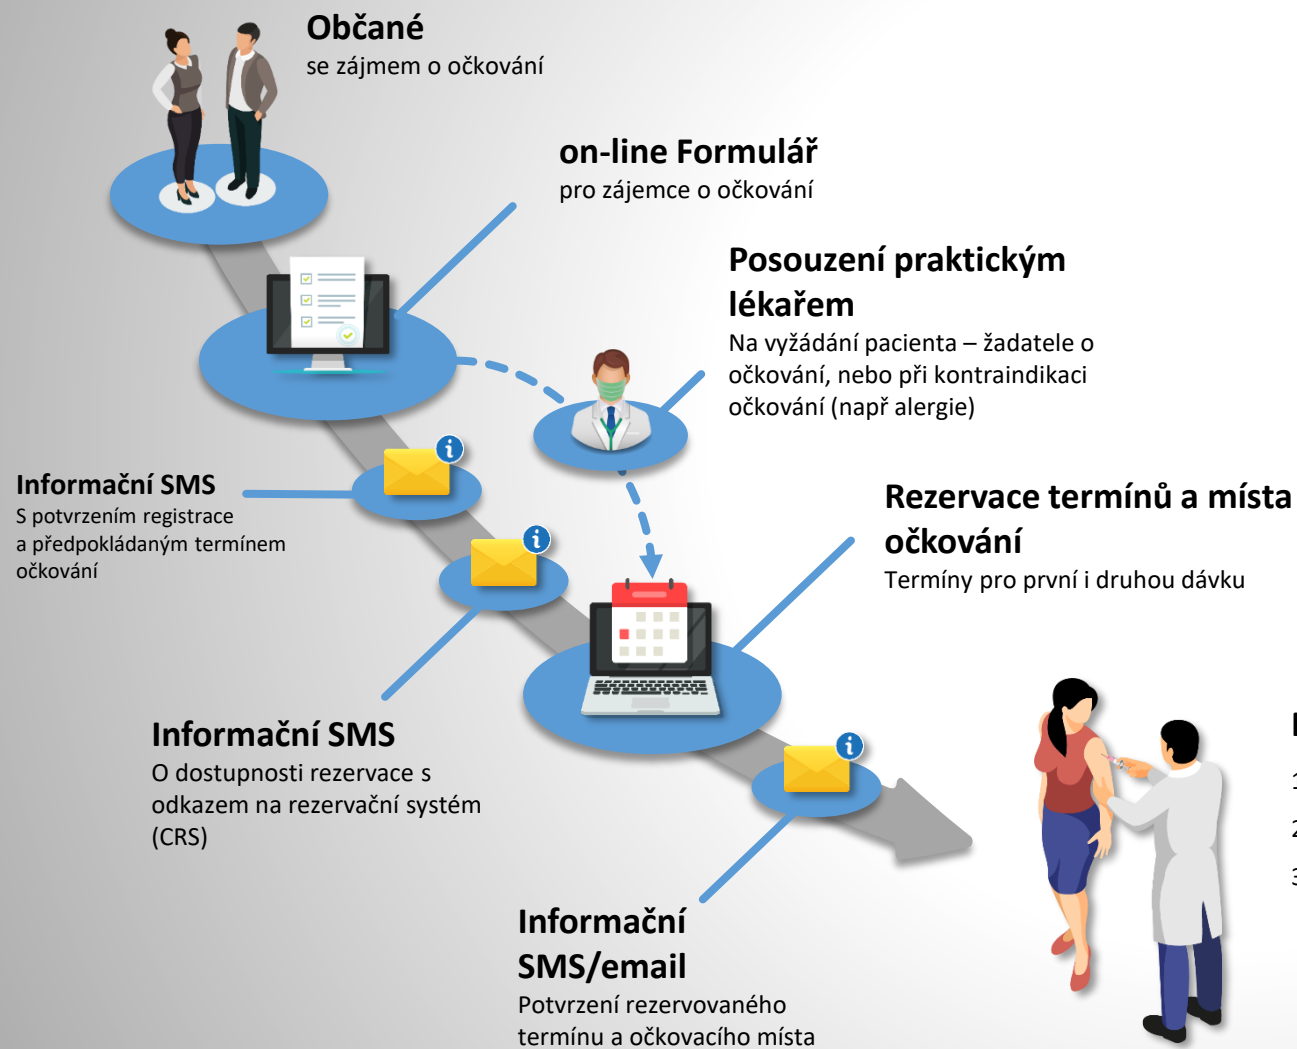 Občané
se zájmem o očkování
on-line Formulář
pro zájemce o očkování
Posouzení praktickým
lékařem
Na vyžádání pacienta – žadatele o
očkování, nebo při kontraindikaci
očkování (např alergie)
Informační SMS
S potvrzením registrace
a předpokládaným termínem
očkování
Rezervace termínů a místa
očkování
Termíny pro první i druhou dávku
Informační SMS
O dostupnosti rezervace s
odkazem na rezervační systém
(CRS)
1
2
3
Informační
SMS/email
Potvrzení rezervovaného
termínu a očkovacího místa